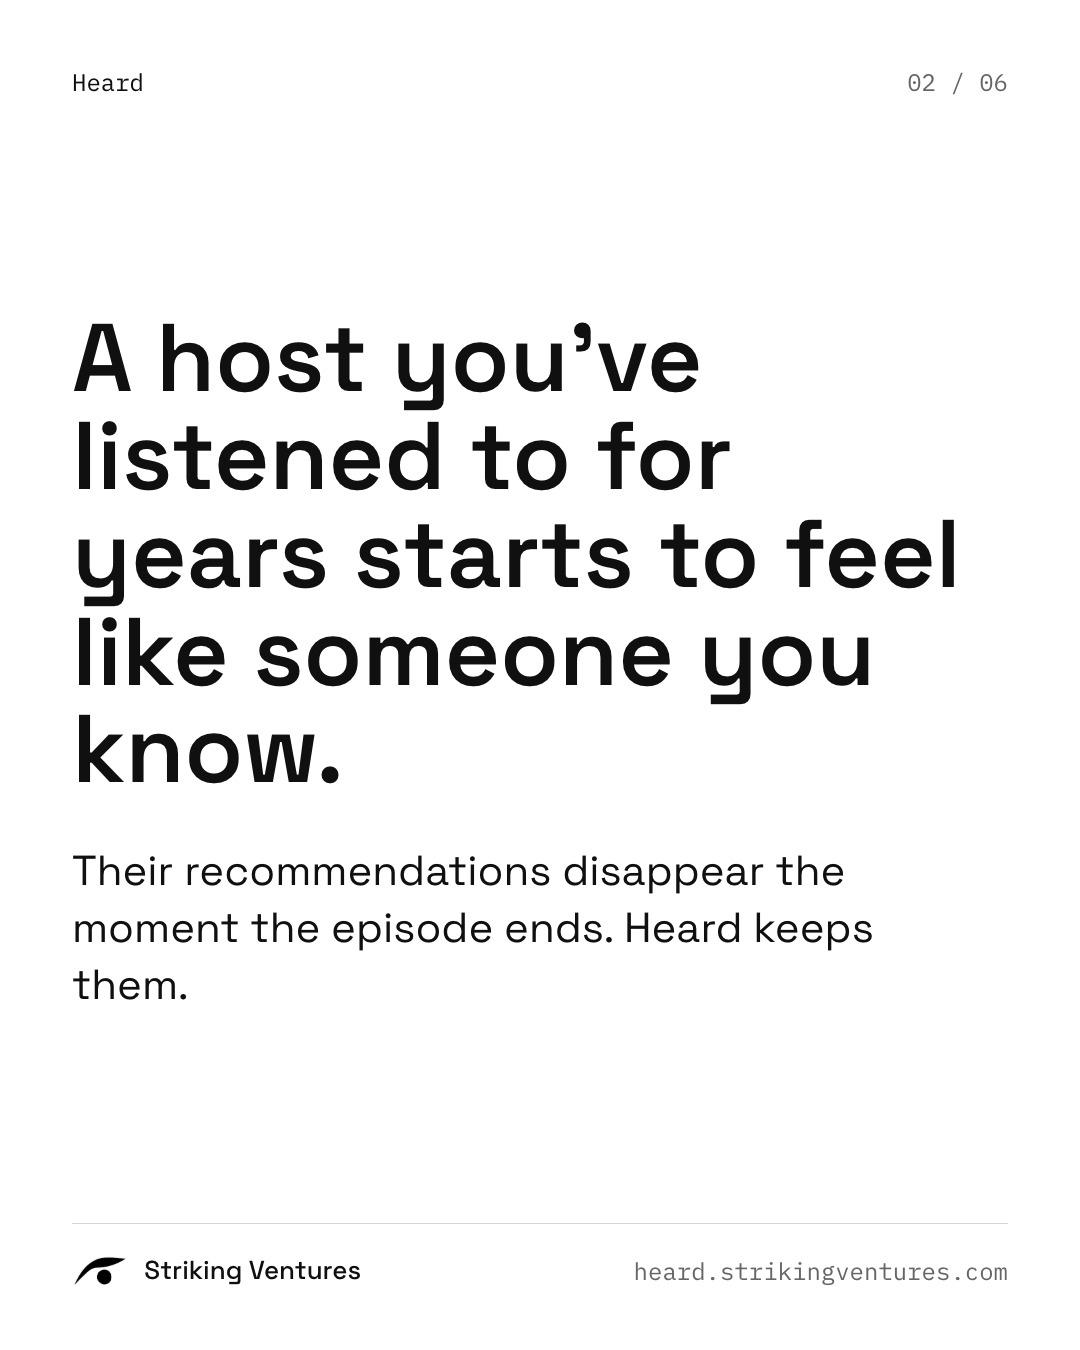 Heard
02 / 06
A host you’ve
listened to for
years starts to feel
like someone you
know.
Their recommendations disappear the
moment the episode ends. Heard keeps
them.
Striking Ventures
heard.strikingventures.com